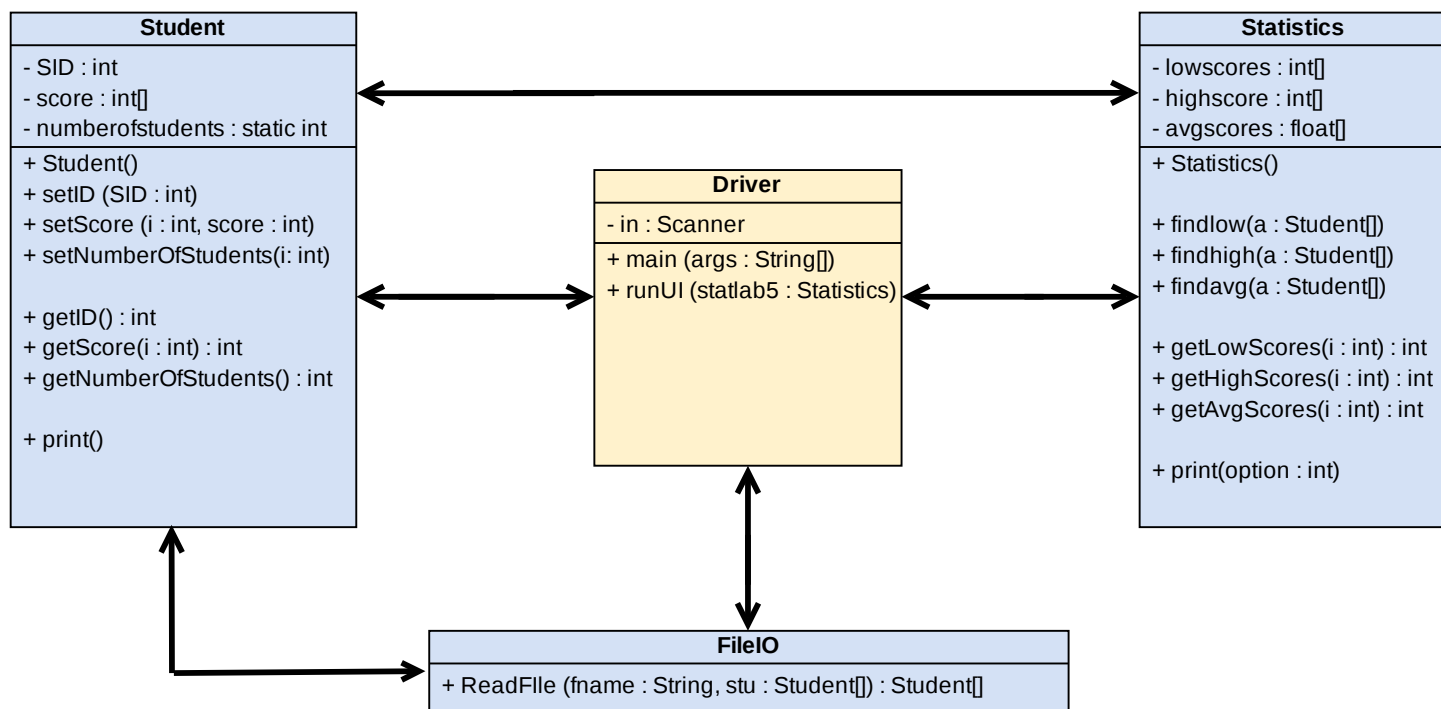 Student
- SID : int
- score : int[]
- numberofstudents : static int
+ Student()
+ setID (SID : int)
+ setScore (i : int, score : int)
+ setNumberOfStudents(i: int)
+ getID() : int
+ getScore(i : int) : int
+ getNumberOfStudents() : int
+ print()
Driver
- in : Scanner
+ main (args : String[])
+ runUI (statlab5 : Statistics)
Statistics
- lowscores : int[]
- highscore : int[]
- avgscores : float[]
+ Statistics()
+ findlow(a : Student[])
+ findhigh(a : Student[])
+ findavg(a : Student[])
+ getLowScores(i : int) : int
+ getHighScores(i : int) : int
+ getAvgScores(i : int) : int
+ print(option : int)
FileIO
+ ReadFIle (fname : String, stu : Student[]) : Student[]